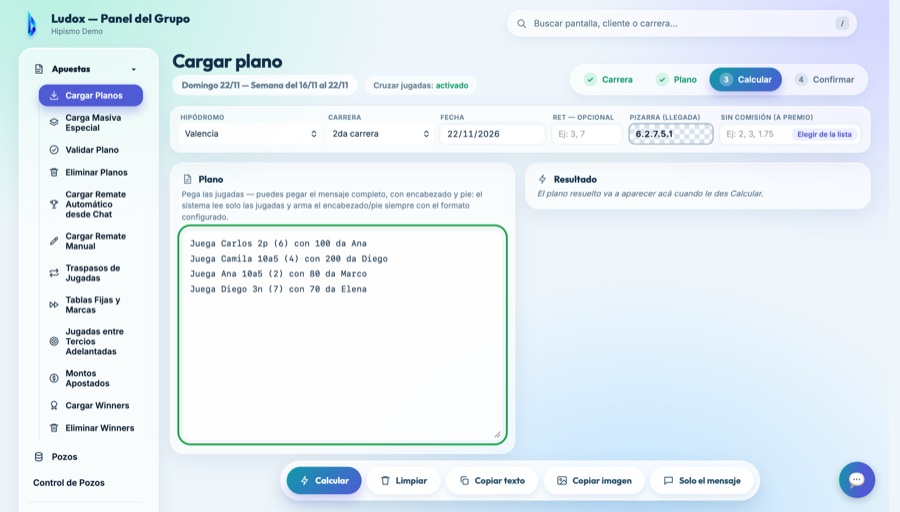 Ludox — Panel del Grupo
Hipismo Demo
Buscar pantalla, cliente o carrera...
/
Apuestas
Cargar Planos
Carga Masiva
Especial
Validar Plano
Eliminar Planos
Cargar Remate
Automático
desde Chat
Cargar Remate
Manual
Traspasos de
Jugadas
Tablas Fijas y
Marcas
Jugadas entre
Tercios
Adelantadas
Montos
Apostados
Cargar Winners
Eliminar Winners
Pozos
Control de Pozos
Cargar plano
Domingo 22/11 — Semana del 16/11 al 22/11
Cruzar jugadas: activado
Carrera
Plano
3 Calcular
4 Confirmar
HIPÓDROMO
Valencia
CARRERA
2da carrera
FECHA
22/11/2026
RET — OPCIONAL
Ej: 3, 7
PIZARRA (LLEGADA)
6.2.7.5.1
SIN COMISIÓN (A PREMIO)
Ej: 2, 3, 1.75
Elegir de la lista
Plano
Pega las jugadas — puedes pegar el mensaje completo, con encabezado y pie: el
sistema lee solo las jugadas y arma el encabezado/pie siempre con el formato
configurado.
Juega Carlos 2p (6) con 100 da Ana
Juega Camila 10a5 (4) con 200 da Diego
Juega Ana 10a5 (2) con 80 da Marco
Juega Diego 3n (7) con 70 da Elena
Resultado
El plano resuelto va a aparecer acá cuando le des Calcular.
Calcular
Limpiar
Copiar texto
Copiar imagen
Solo el mensaje